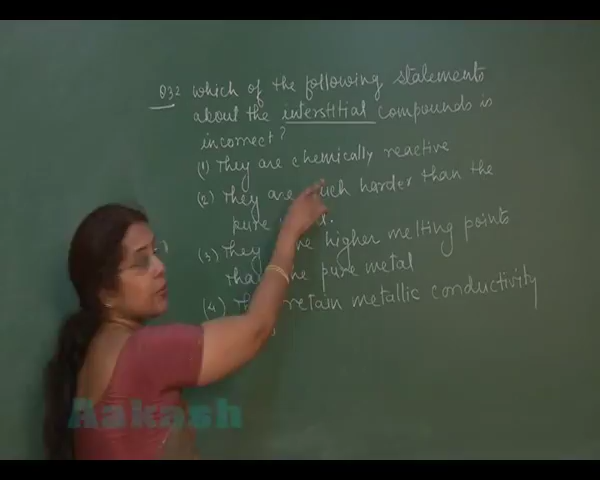 Q32 Which of the following statements
about the interstitial compounds is
incorrect?
(1) They are chemically reactive
(2) They are much harder than the
pure
(3) They higher melting points
than pure metal
(4) retain metallic conductivity
Aakash